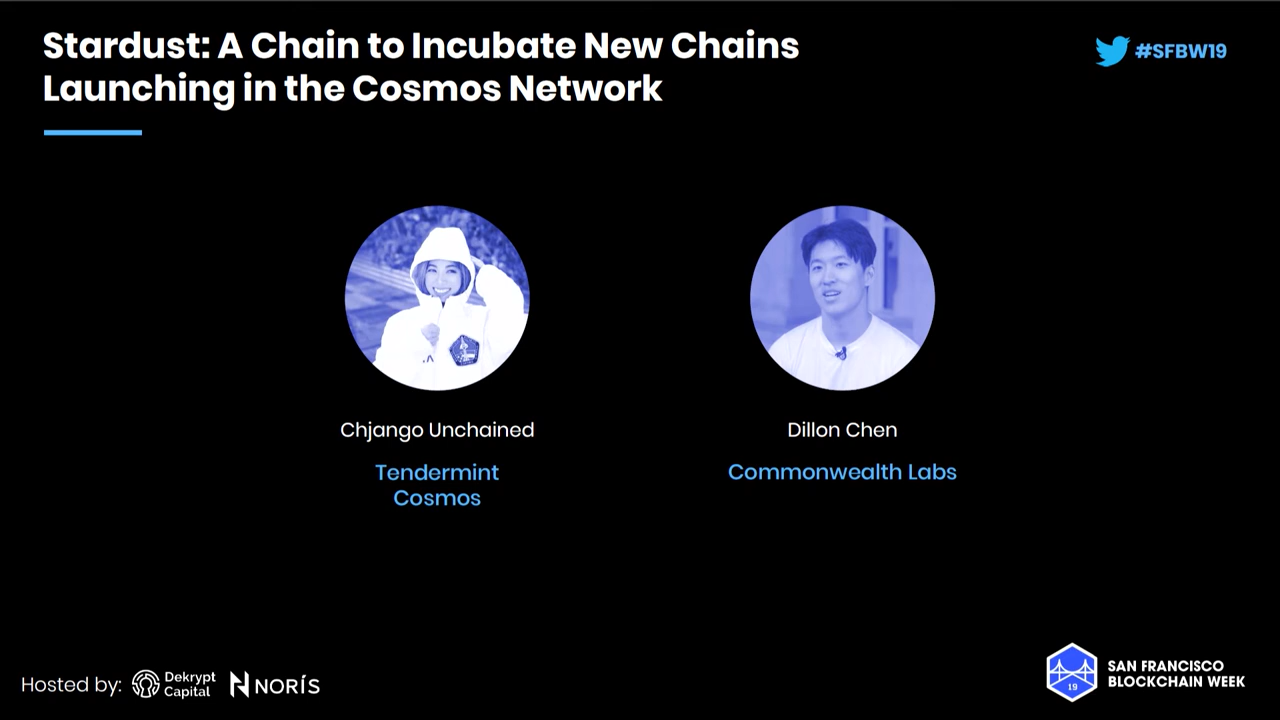 Stardust: A Chain to Incubate New Chains
Launching in the Cosmos Network
#SFBW19
Chjango Unchained
Tendermint
Cosmos
Dillon Chen
Commonwealth Labs
Hosted by:
Dekrypt
Capital
NORÍS
19
SAN FRANCISCO
BLOCKCHAIN WEEK